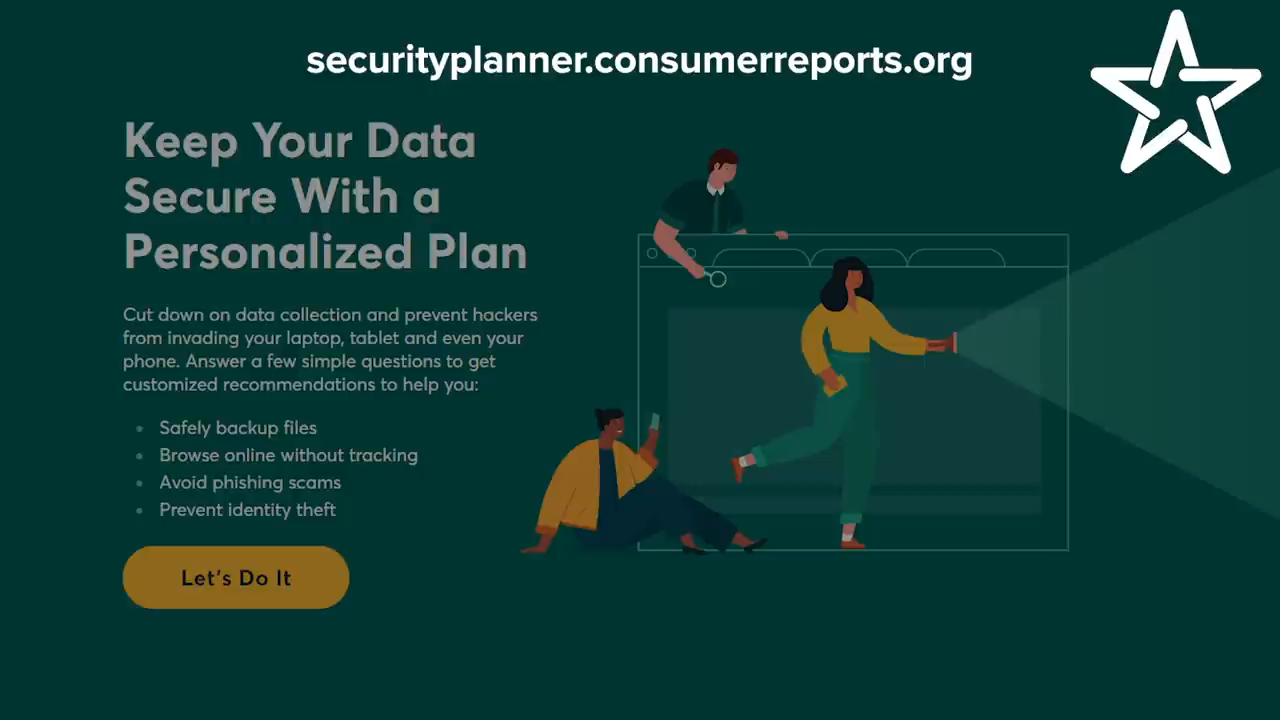 securityplanner.consumerreports.org
Keep Your Data
Secure With a
Personalized Plan
Cut down on data collection and prevent hackers
from invading your laptop, tablet and even your
phone. Answer a few simple questions to get
customized recommendations to help you:
• Safely backup files
• Browse online without tracking
• Avoid phishing scams
• Prevent identity theft
Let's Do It